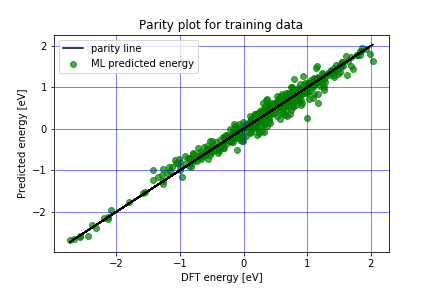 Parity plot for training data
parity line
ML predicted energy
Predicted energy [eV]
2
1
0
−1
−2
−2
−1
0
1
2
DFT energy [eV]